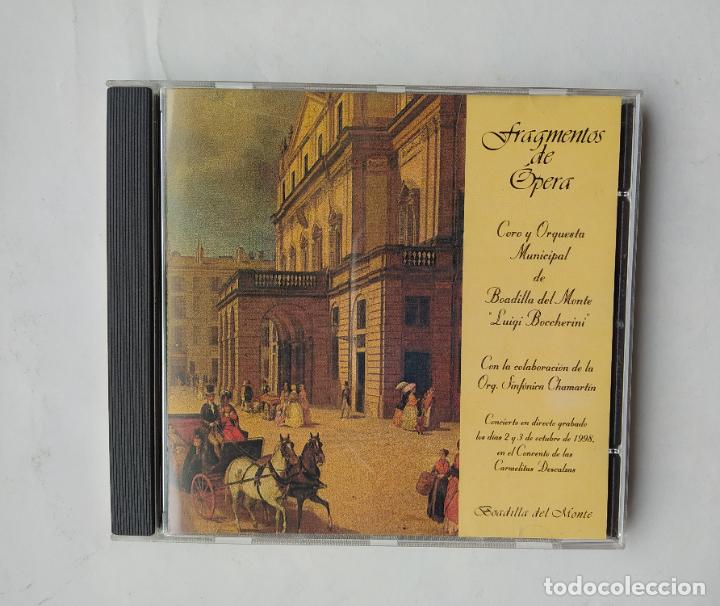 Fragmentos
de
Ópera
Coro y Orquesta
Municipal
de
Boadilla del Monte
"Luigi Boccherini"
Con la colaboración de la
Orq. Sinfónica Chamartín
Concierto en directo grabado
los días 2 y 3 de octubre de 1998,
en el Convento de las
Carmelitas Descalzas
Boadilla del Monte
todocoleccion